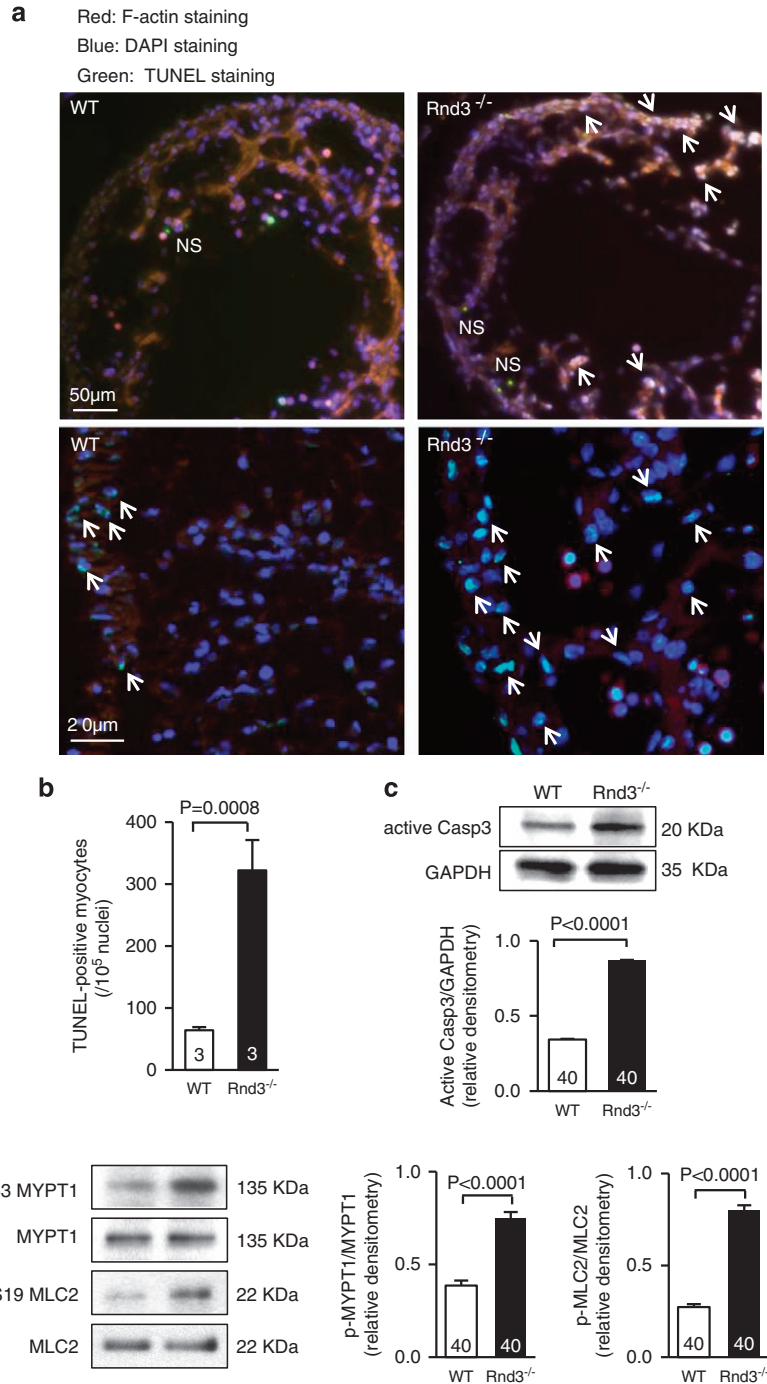 a
Red: F-actin staining
Blue: DAPI staining
Green: TUNEL staining
WT
NS
50µm
Rnd3 -/-
NS
NS
WT
2 0µm
Rnd3 -/-
b
P=0.0008
TUNEL-positive myocytes
(/10⁵ nuclei)
400
300
200
100
0
3
3
WT
Rnd3-/-
c
WT
Rnd3-/-
active Casp3
20 KDa
GAPDH
35 KDa
P<0.0001
Active Casp3/GAPDH
(relative densitometry)
1.0
0.5
0.0
40
40
WT
Rnd3-/-
3 MYPT1
135 KDa
MYPT1
135 KDa
S19 MLC2
22 KDa
MLC2
22 KDa
P<0.0001
p-MYPT1/MYPT1
(relative densitometry)
1.0
0.5
0.0
40
40
WT
Rnd3-/-
P<0.0001
p-MLC2/MLC2
(relative densitometry)
1.0
0.5
0.0
40
40
WT
Rnd3-/-